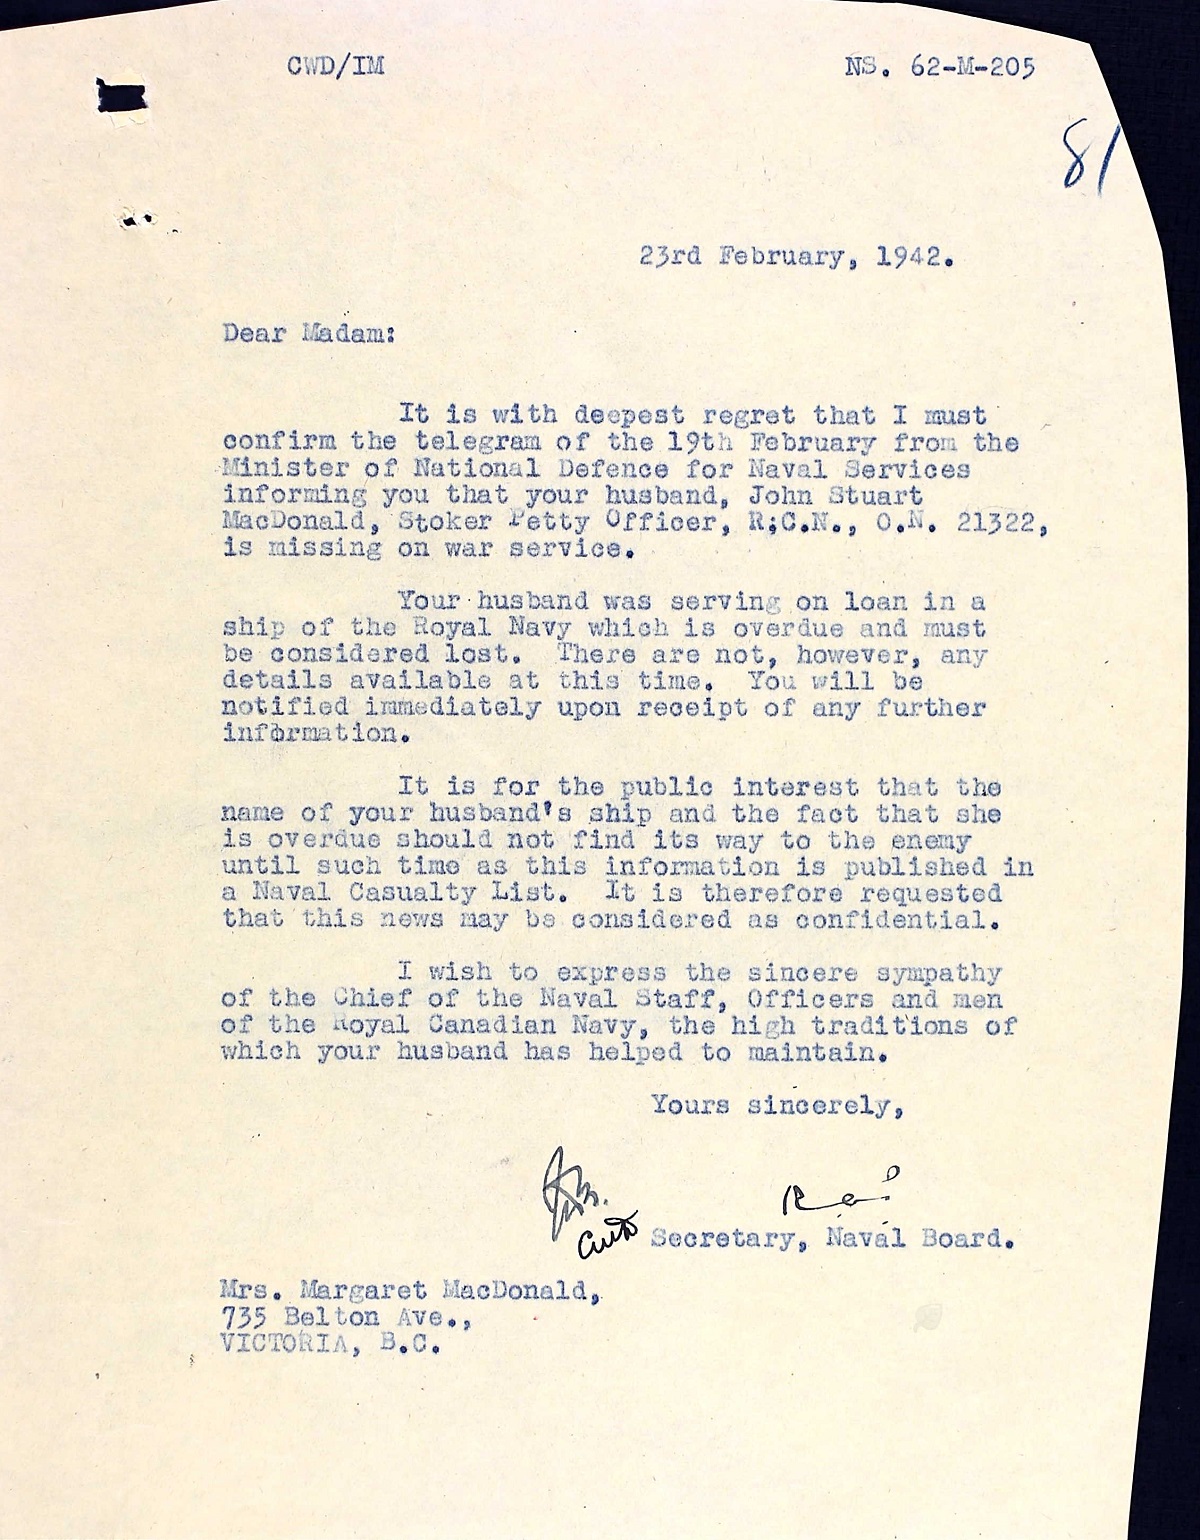 CWD/IM NS. 62-M-205
81
23rd February, 1942.
Dear Madam:
It is with deepest regret that I must
confirm the telegram of the 19th February from the
Minister of National Defence for Naval Services
informing you that your husband, John Stuart
MacDonald, Stoker Petty Officer, R;C.N., O.N. 21322,
is missing on war service.
Your husband was serving on loan in a
ship of the Royal Navy which is overdue and must
be considered lost. There are not, however, any
details available at this time. You will be
notified immediately upon receipt of any further
information.
It is for the public interest that the
name of your husband's ship and the fact that she
is overdue should not find its way to the enemy
until such time as this information is published in
a Naval Casualty List. It is therefore requested
that this news may be considered as confidential.
I wish to express the sincere sympathy
of the Chief of the Naval Staff, Officers and men
of the Royal Canadian Navy, the high traditions of
which your husband has helped to maintain.
Yours sincerely,
Secretary, Naval Board.
Mrs. Margaret MacDonald,
735 Belton Ave.,
VICTORIA, B.C.